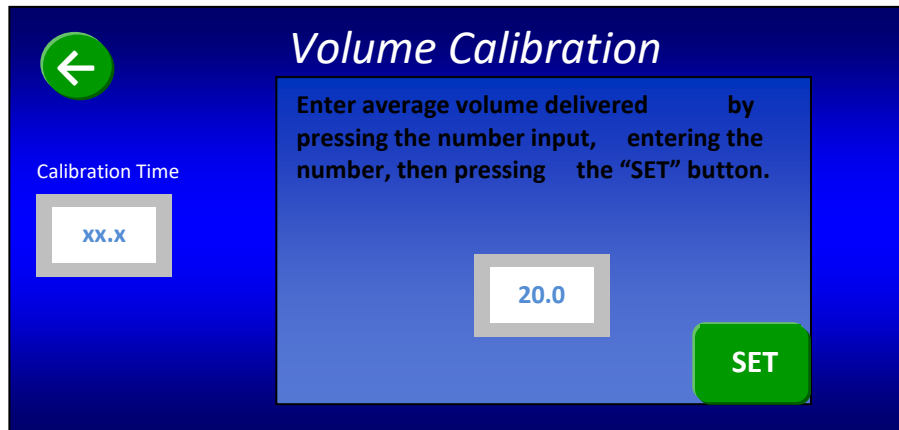 Volume Calibration
Enter average volume delivered by
pressing the number input, entering the
number, then pressing the “SET” button.
Calibration Time
xx.x
20.0
SET